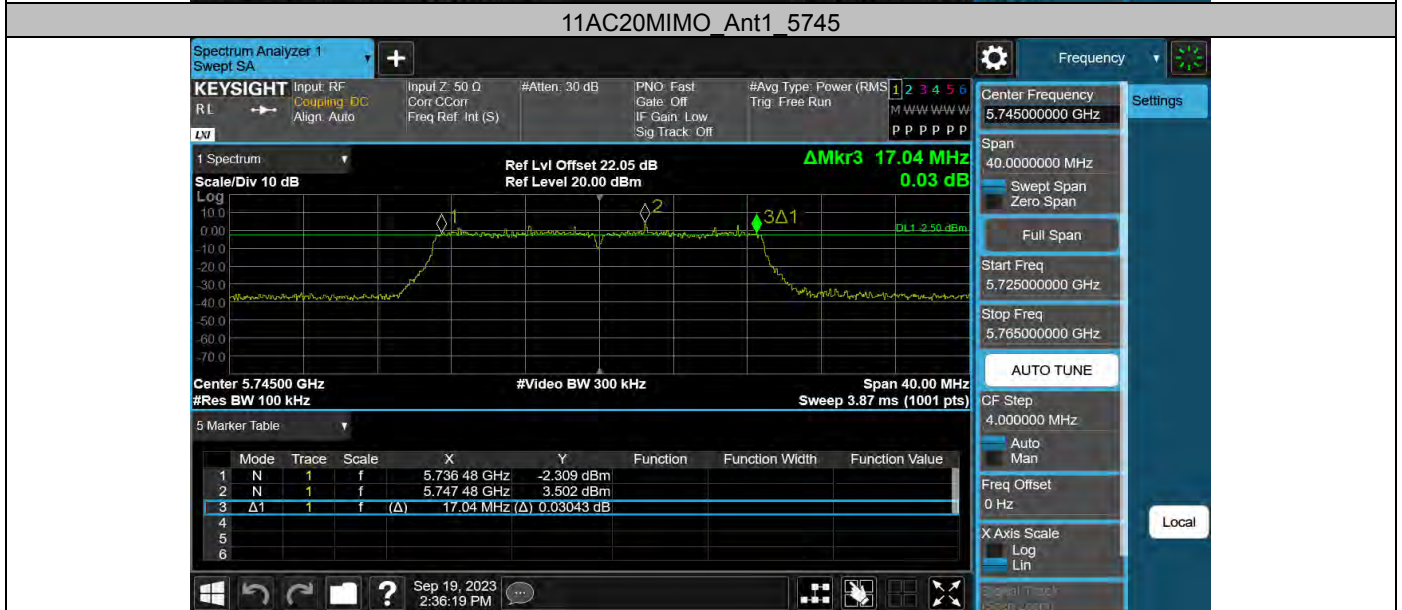 11AC20MIMO_Ant1_5745
Spectrum Analyzer 1
Swept SA
+
Frequency
KEYSIGHT
RL
LXI
Input: RF
Coupling: DC
Align: Auto
Input Z: 50 Ω
Corr CCorr
Freq Ref: Int (S)
#Atten: 30 dB
PNO: Fast
Gate: Off
IF Gain: Low
Sig Track: Off
#Avg Type: Power (RMS
Trig: Free Run
1 2 3 4 5 6
M W W W W W
P P P P P P
1 Spectrum
Scale/Div 10 dB
Ref Lvl Offset 22.05 dB
Ref Level 20.00 dBm
ΔMkr3 17.04 MHz
0.03 dB
Log
10.0
0.00
-10.0
-20.0
-30.0
-40.0
-50.0
-60.0
-70.0
1
2
3Δ1
DL1 -2.50 dBm
Center 5.74500 GHz
#Res BW 100 kHz
#Video BW 300 kHz
Span 40.00 MHz
Sweep 3.87 ms (1001 pts)
5 Marker Table
Mode Trace Scale X Y Function Function Width Function Value
1 N 1 f 5.736 48 GHz -2.309 dBm
2 N 1 f 5.747 48 GHz 3.502 dBm
3 Δ1 1 f (Δ) 17.04 MHz (Δ) 0.03043 dB
4
5
6
Center Frequency
5.745000000 GHz
Span
40.0000000 MHz
Swept Span
Zero Span
Full Span
Start Freq
5.725000000 GHz
Stop Freq
5.765000000 GHz
AUTO TUNE
CF Step
4.000000 MHz
Auto
Man
Freq Offset
0 Hz
X Axis Scale
Log
Lin
Signal Track
Settings
Local
?
Sep 19, 2023
2:36:19 PM